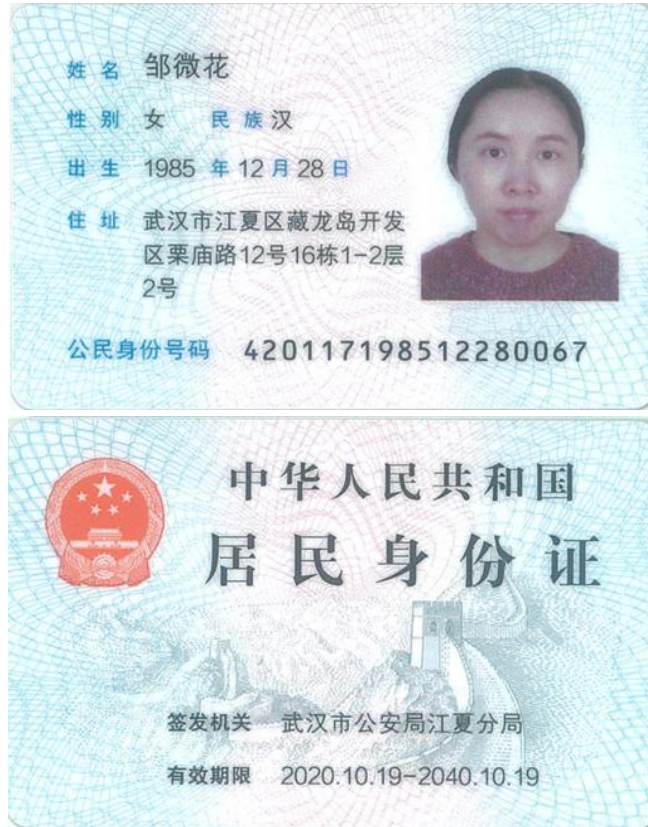 姓名 邹微花
性别 女 民族 汉
出生 1985 年 12 月 28 日
住址 武汉市江夏区藏龙岛开发
区栗庙路12号16栋1-2层
2号
公民身份号码 420117198512280067
中华人民共和国
居民身份证
签发机关 武汉市公安局江夏分局
有效期限 2020.10.19-2040.10.19